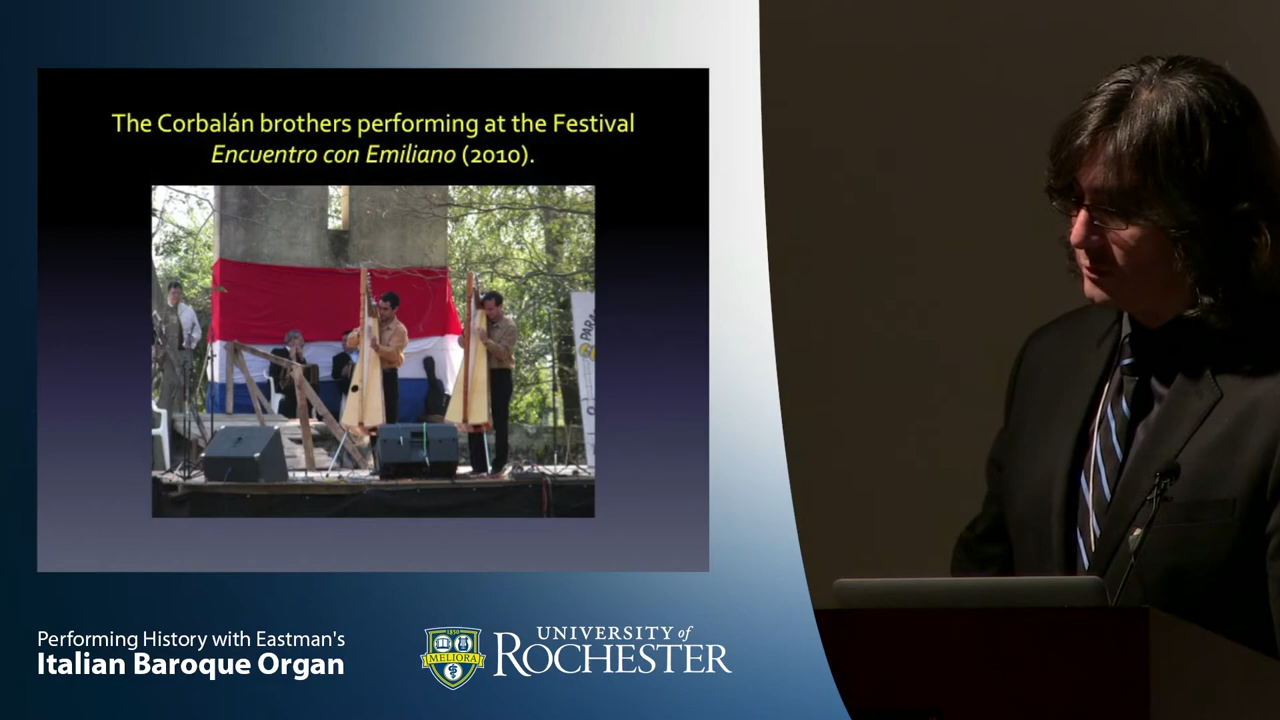 The Corbalán brothers performing at the Festival
Encuentro con Emiliano (2010).
PARA
Performing History with Eastman's
Italian Baroque Organ
1850
MELIORA
UNIVERSITY of
ROCHESTER